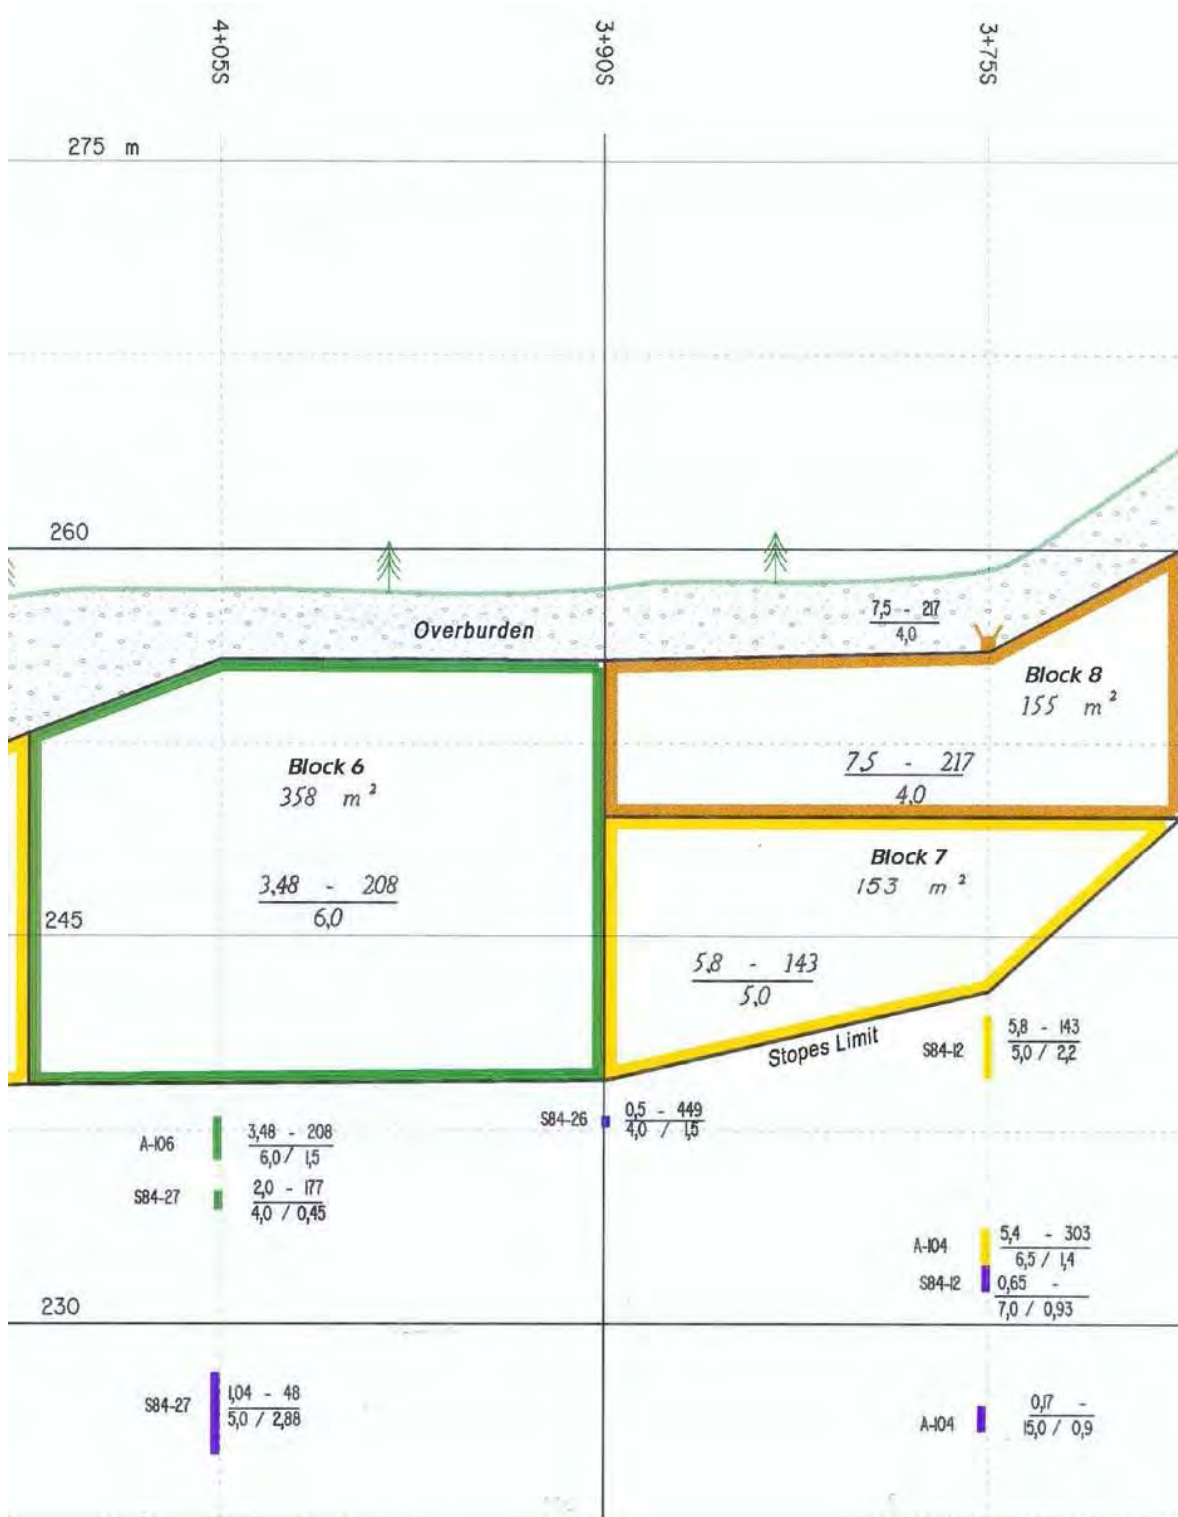 4+05S
3+90S
3+75S
275 m
260
7,5 - 217
4,0
Overburden
Block 8
155 m²
Block 6
358 m²
7,5 - 217
4,0
Block 7
153 m²
3,48 - 208
6,0
245
5,8 - 143
5,0
Stopes Limit
S84-12
5,8 - 143
5,0 / 2,2
S84-26
0,5 - 449
4,0 / 1,5
A-106
3,48 - 208
6,0 / 1,5
S84-27
2,0 - 177
4,0 / 0,45
A-104
5,4 - 303
6,5 / 1,4
S84-12
0,65 -
7,0 / 0,93
230
S84-27
1,04 - 48
5,0 / 2,88
A-104
0,17 -
15,0 / 0,9